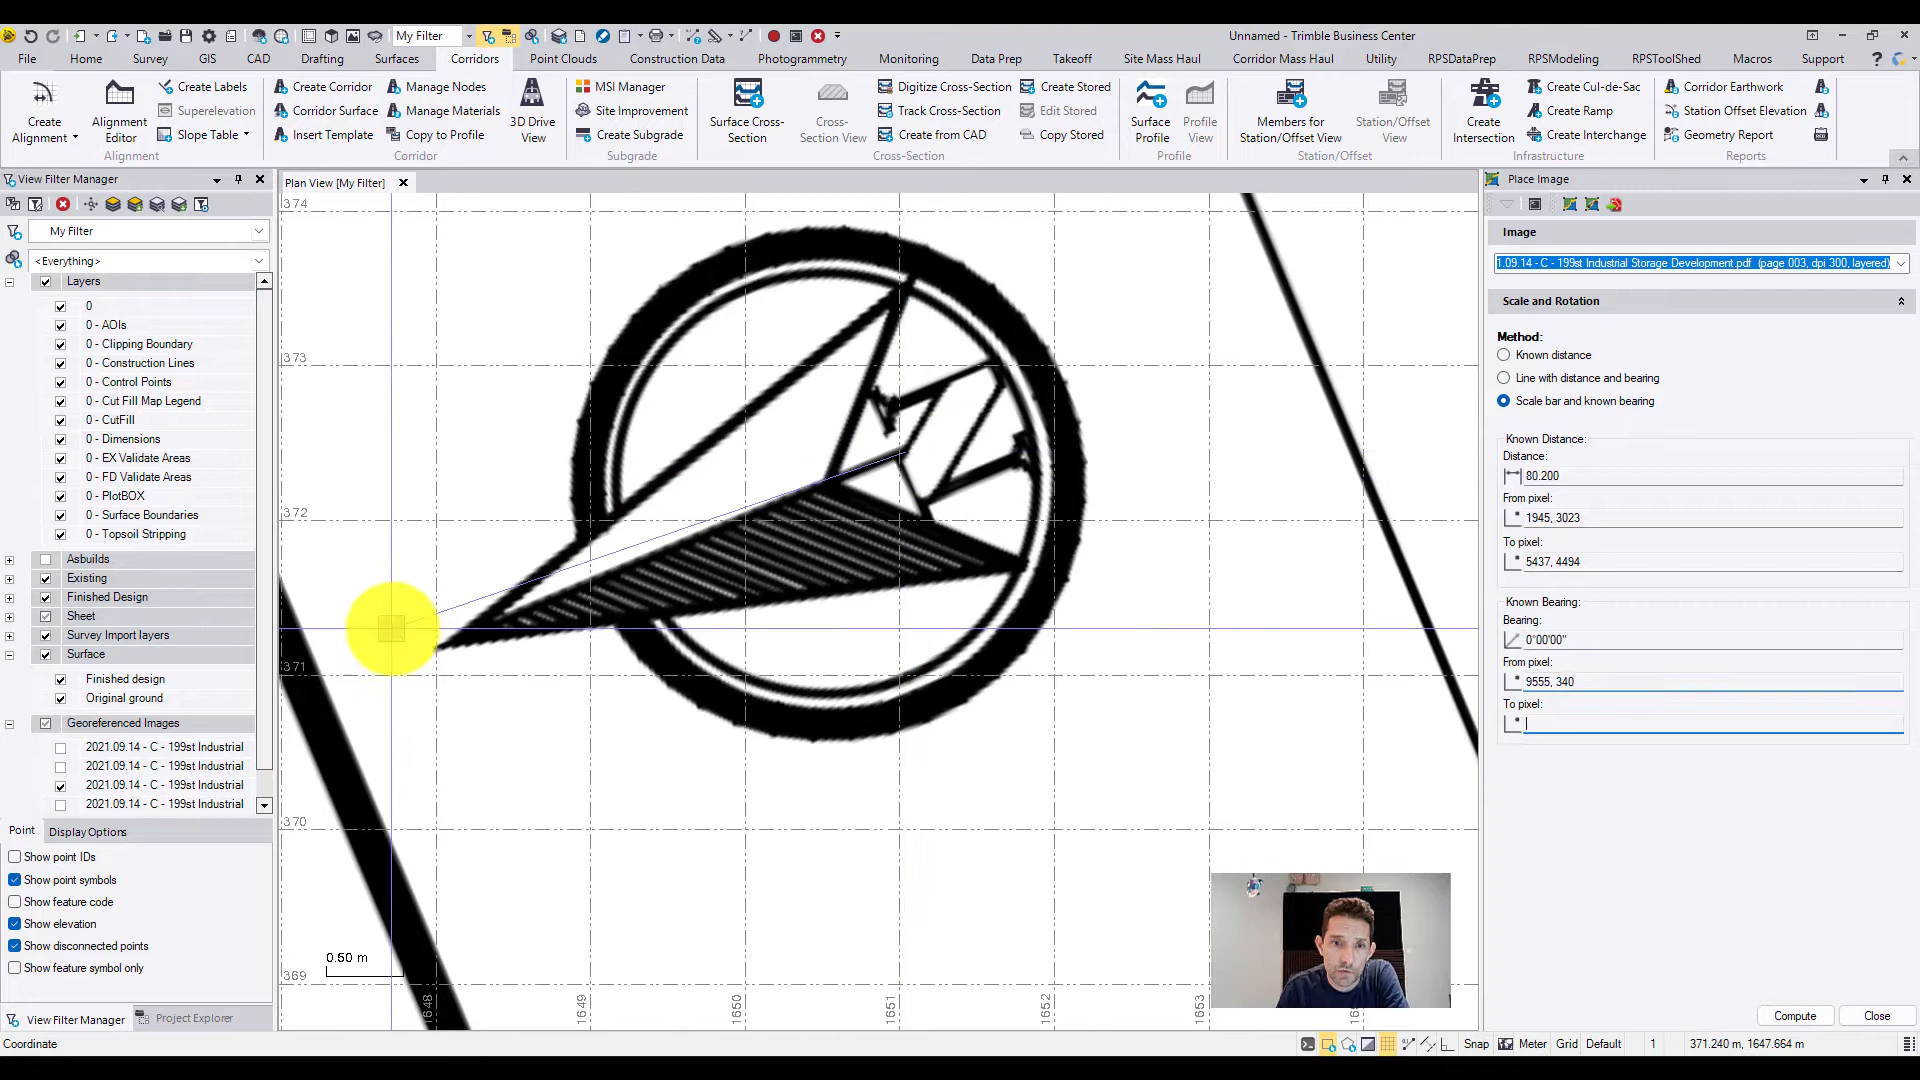 My Filter
Unnamed - Trimble Business Center
File Home Survey GIS CAD Drafting Surfaces Corridors Point Clouds Construction Data Photogrammetry Monitoring Data Prep Takeoff Site Mass Haul Corridor Mass Haul Utility RPSDataPrep RPSModeling RPSToolShed Macros Support
Create Alignment
Alignment Editor
Create Labels
Superelevation
Slope Table
Alignment
Create Corridor
Corridor Surface
Insert Template
Manage Nodes
Manage Materials
Copy to Profile
3D Drive View
Corridor
MSI Manager
Site Improvement
Create Subgrade
Subgrade
Surface Cross-Section
Cross-Section View
Digitize Cross-Section
Track Cross-Section
Create from CAD
Create Stored
Edit Stored
Copy Stored
Cross-Section
Surface Profile
Profile View
Profile
Members for Station/Offset View
Station/Offset View
Station/Offset
Create Intersection
Create Cul-de-Sac
Create Ramp
Create Interchange
Infrastructure
Corridor Earthwork
Station Offset Elevation
Geometry Report
Reports
View Filter Manager
My Filter
<Everything>
Layers
0
0 - AOIs
0 - Clipping Boundary
0 - Construction Lines
0 - Control Points
0 - Cut Fill Map Legend
0 - CutFill
0 - Dimensions
0 - EX Validate Areas
0 - FD Validate Areas
0 - PlotBOX
0 - Surface Boundaries
0 - Topsoil Stripping
Asbuilds
Existing
Finished Design
Sheet
Survey Import layers
Surface
Finished design
Original ground
Georeferenced Images
2021.09.14 - C - 199st Industrial
2021.09.14 - C - 199st Industrial
2021.09.14 - C - 199st Industrial
2021.09.14 - C - 199st Industrial
Point Display Options
Show point IDs
Show point symbols
Show feature code
Show elevation
Show disconnected points
Show feature symbol only
View Filter Manager Project Explorer
Coordinate
Plan View [My Filter]
374
373
372
371
370
369
1648
1649
1650
1651
1652
1653
0.50 m
N
Place Image
Image
1.09.14 - C - 199st Industrial Storage Development.pdf (page 003, dpi 300, layered)
Scale and Rotation
Method:
Known distance
Line with distance and bearing
Scale bar and known bearing
Known Distance:
Distance:
80.200
From pixel:
1945, 3023
To pixel:
5437, 4494
Known Bearing:
Bearing:
0°00'00"
From pixel:
9555, 340
To pixel:
Compute Close
Snap Meter Grid Default 1 371.240 m, 1647.664 m